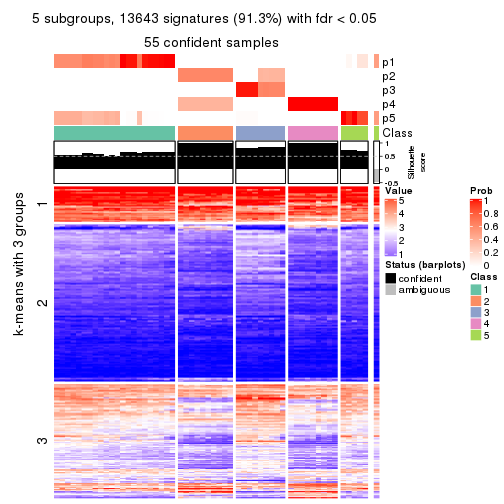 5 subgroups, 13643 signatures (91.3%) with fdr < 0.05
55 confident samples
p1
p2
p3
p4
p5
Class
1
0.5
0
-0.5
Silhouette
score
k-means with 3 groups
1
2
3
Value
5
4
3
2
1
Status (barplots)
confident
ambiguous
Prob
1
0.8
0.6
0.4
0.2
0
Class
1
2
3
4
5